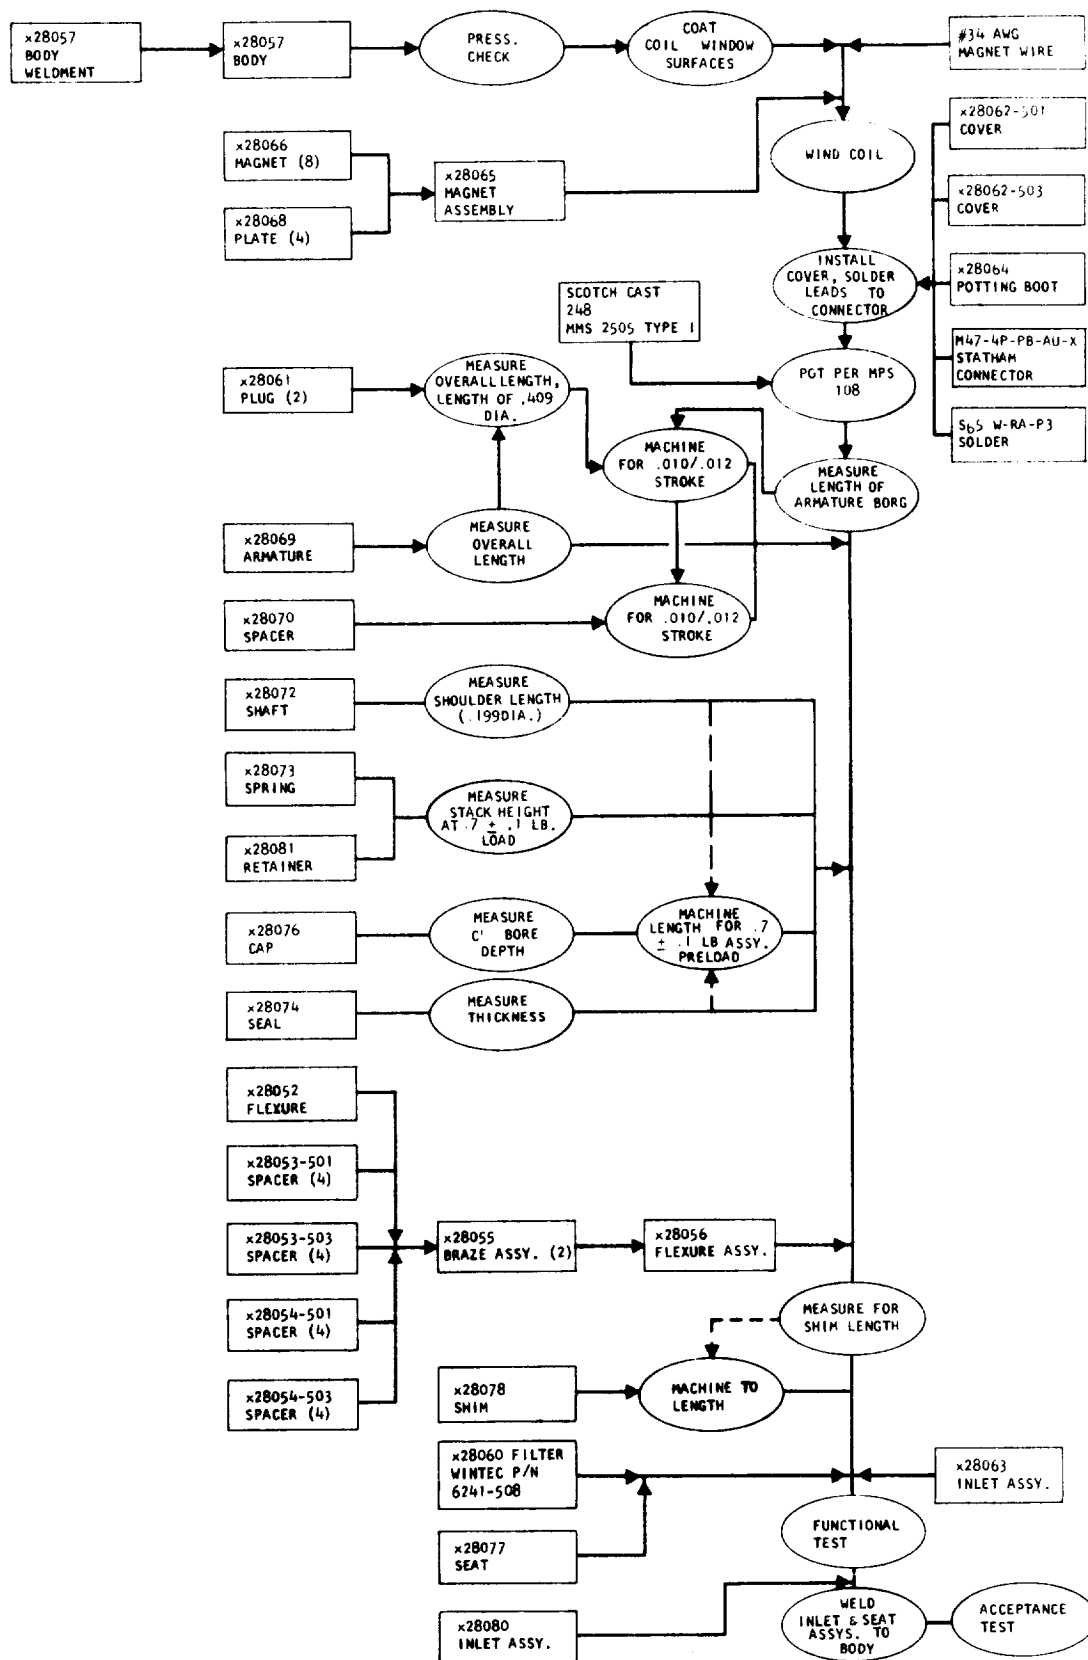 x28057
BODY
WELDMENT
x28057
BODY
PRESS.
CHECK
COAT
COIL WINDOW
SURFACES
#34 AWG
MAGNET WIRE
x28066
MAGNET (8)
x28068
PLATE (4)
x28065
MAGNET
ASSEMBLY
WIND COIL
x28062-501
COVER
x28062-503
COVER
x28064
POTTING BOOT
M47-4P-PB-AU-X
STATHAM
CONNECTOR
S65 W-RA-P3
SOLDER
INSTALL
COVER, SOLDER
LEADS TO
CONNECTOR
SCOTCH CAST
248
MMS 2505 TYPE I
POT PER MPS
108
x28061
PLUG (2)
MEASURE
OVERALL LENGTH,
LENGTH OF .409
DIA.
MACHINE
FOR .010/.012
STROKE
MEASURE
LENGTH OF
ARMATURE BORG
x28069
ARMATURE
MEASURE
OVERALL
LENGTH
x28070
SPACER
MACHINE
FOR .010/.012
STROKE
x28072
SHAFT
MEASURE
SHOULDER LENGTH
(.199DIA.)
x28073
SPRING
x28081
RETAINER
MEASURE
STACK HEIGHT
AT .7 ± .1 LB.
LOAD
x28076
CAP
MEASURE
C' BORE
DEPTH
MACHINE
LENGTH FOR .7
± .1 LB ASSY.
PRELOAD
x28074
SEAL
MEASURE
THICKNESS
x28052
FLEXURE
x28053-501
SPACER (4)
x28053-503
SPACER (4)
x28054-501
SPACER (4)
x28054-503
SPACER (4)
x28055
BRAZE ASSY. (2)
x28056
FLEXURE ASSY.
MEASURE FOR
SHIM LENGTH
x28078
SHIM
MACHINE TO
LENGTH
x28060 FILTER
WINTEC P/N
6241-508
x28063
INLET ASSY.
x28077
SEAT
FUNCTIONAL
TEST
x28080
INLET ASSY.
WELD
INLET & SEAT
ASSYS. TO
BODY
ACCEPTANCE
TEST